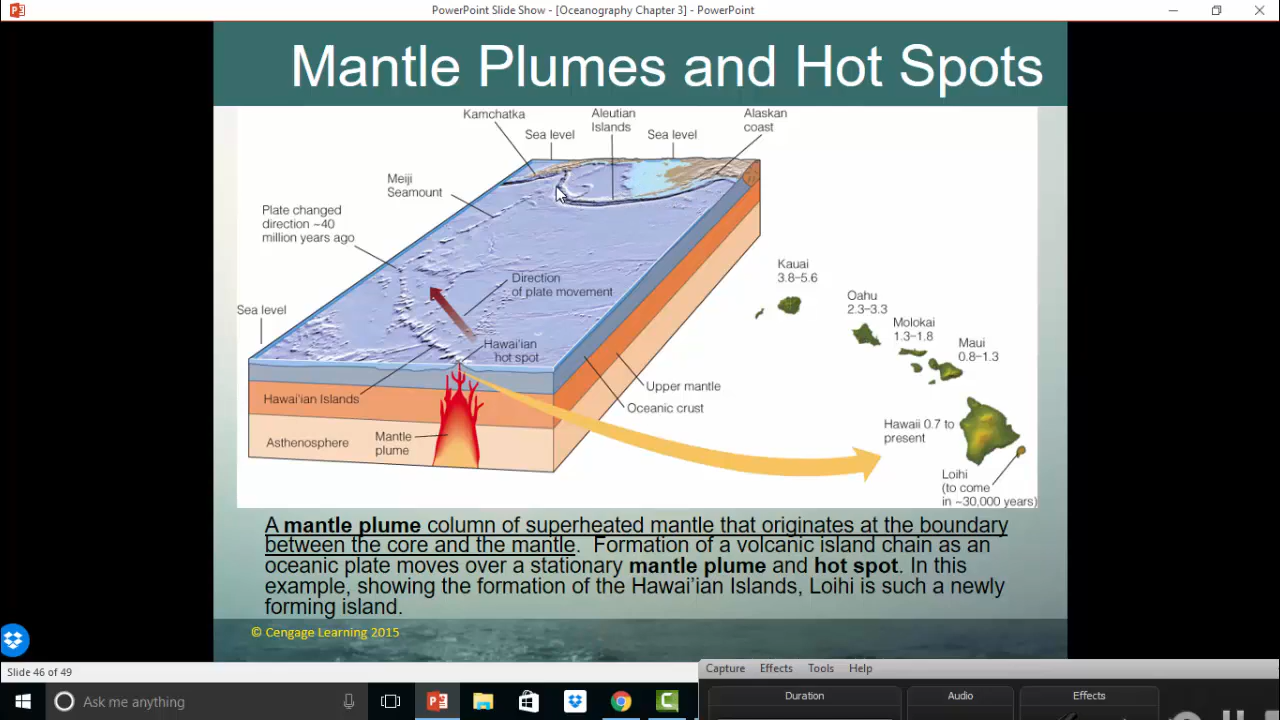 PowerPoint Slide Show - [Oceanography Chapter 3] - PowerPoint
Mantle Plumes and Hot Spots
Kamchatka
Sea level
Aleutian
Islands
Sea level
Alaskan
coast
Meiji
Seamount
Plate changed
direction ~40
million years ago
Direction
of plate movement
Sea level
Hawai'ian
hot spot
Hawai'ian Islands
Asthenosphere
Mantle
plume
Upper mantle
Oceanic crust
Kauai
3.8–5.6
Oahu
2.3–3.3
Molokai
1.3–1.8
Maui
0.8–1.3
Hawaii 0.7 to
present
Loihi
(to come
in ~30,000 years)
A mantle plume column of superheated mantle that originates at the boundary
between the core and the mantle. Formation of a volcanic island chain as an
oceanic plate moves over a stationary mantle plume and hot spot. In this
example, showing the formation of the Hawai'ian Islands, Loihi is such a newly
forming island.
© Cengage Learning 2015
Slide 46 of 49
Capture Effects Tools Help
Duration Audio Effects
Ask me anything